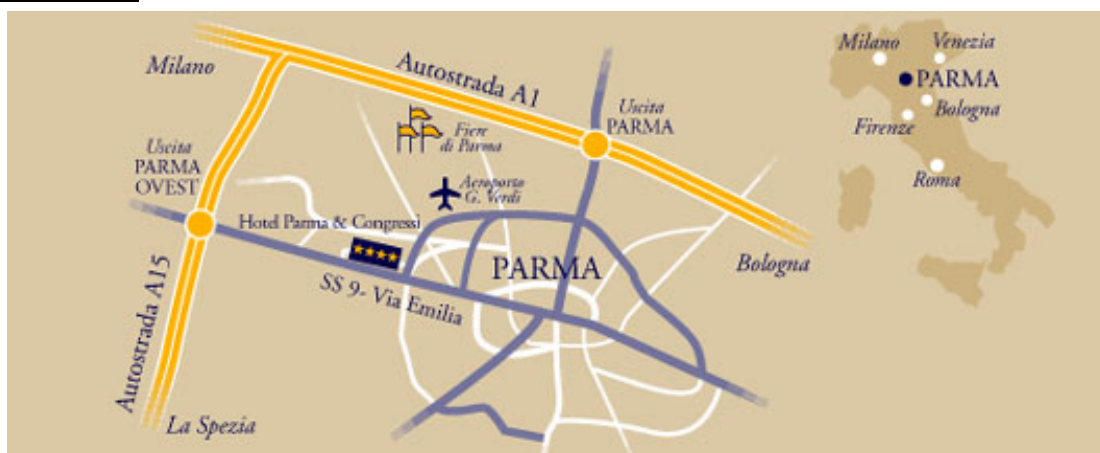 Milano
Autostrada A1
Uscita
PARMA
Fiere
di Parma
Uscita
PARMA
OVEST
Aeroporto
G. Verdi
Hotel Parma & Congressi
PARMA
SS 9- Via Emilia
Bologna
Autostrada A15
La Spezia
Milano
Venezia
PARMA
Bologna
Firenze
Roma